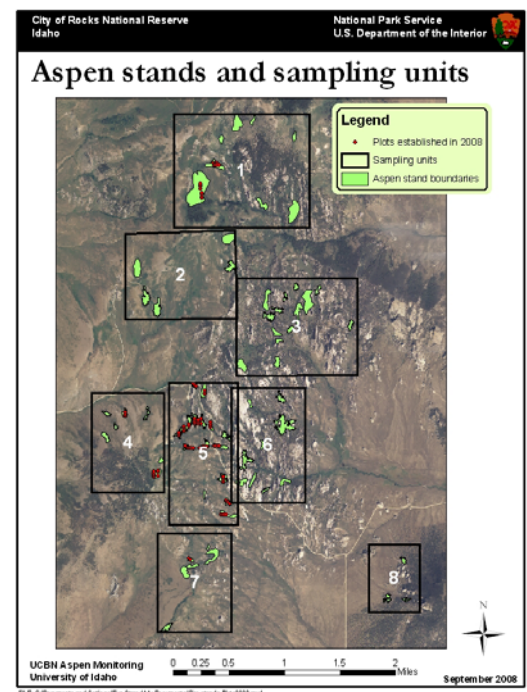 City of Rocks National Reserve
Idaho
National Park Service
U.S. Department of the Interior
Aspen stands and sampling units
Legend
Plots established in 2008
Sampling units
Aspen stand boundaries
1
2
3
4
5
6
7
8
N
UCBN Aspen Monitoring
University of Idaho
0 0.25 0.5 1 1.5 2
Miles
September 2008